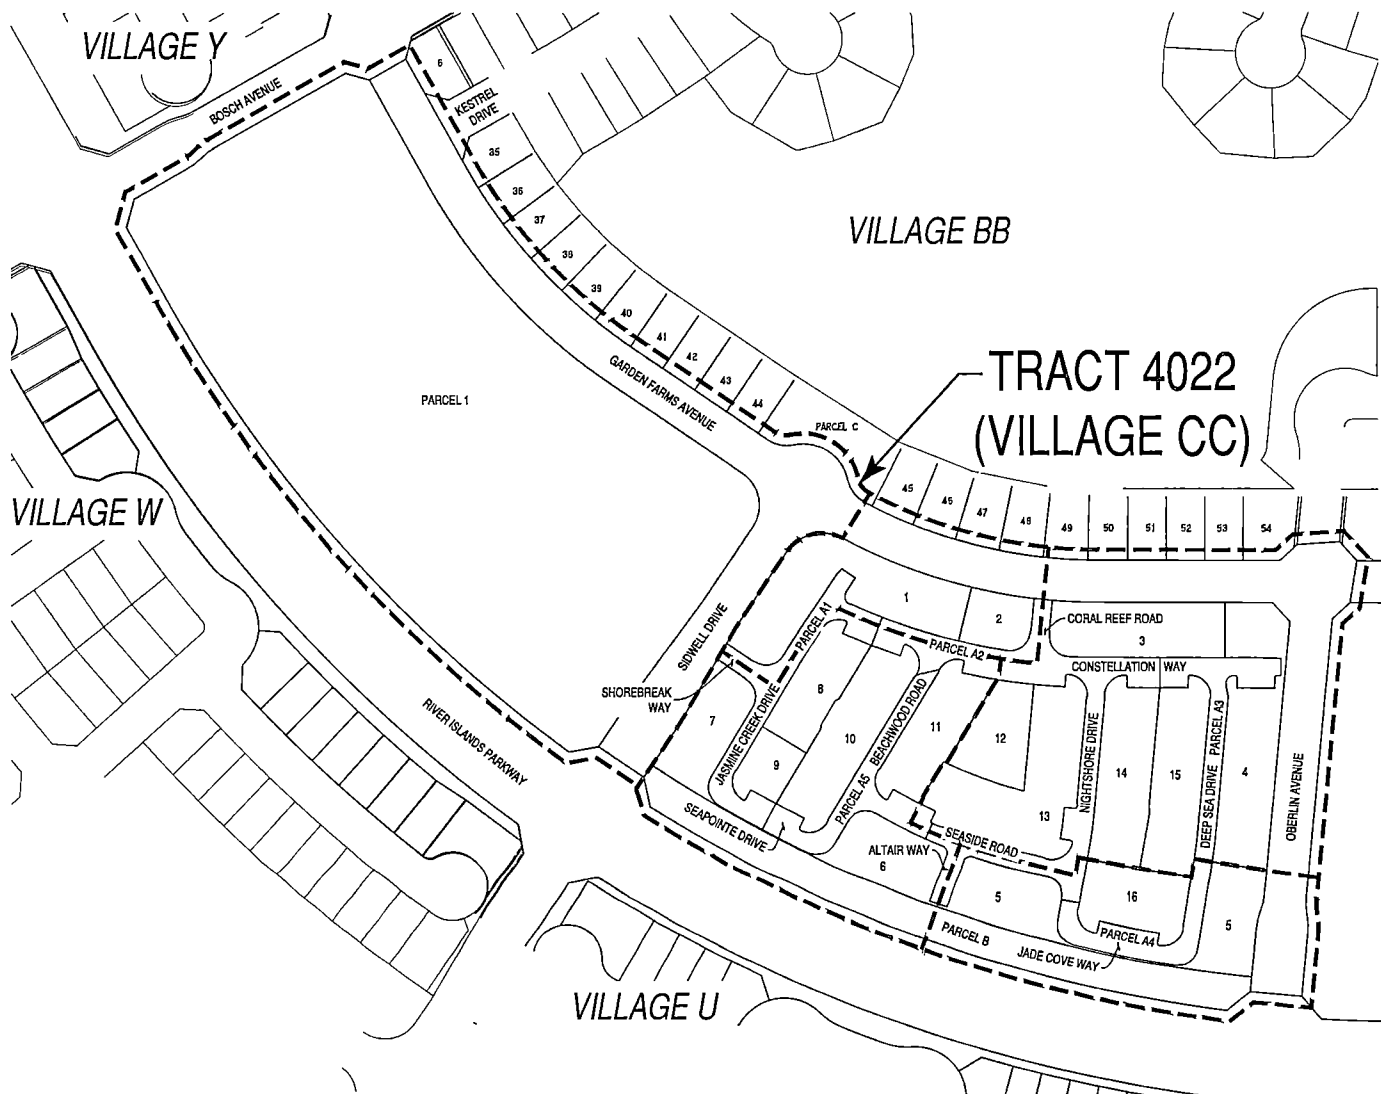 VILLAGE Y
BOSCH AVENUE
6
KESTREL
DRIVE
35
36
37
38
39
40
41
42
43
44
VILLAGE BB
PARCEL 1
GARDEN FARMS AVENUE
PARCEL C
TRACT 4022
(VILLAGE CC)
VILLAGE W
45
46
47
48
49
50
51
52
53
54
SIDWELL DRIVE
PARCEL A1
1
2
PARCEL A2
CORAL REEF ROAD
3
CONSTELLATION WAY
SHOREBREAK
WAY
RIVER ISLANDS PARKWAY
7
JASMINE CREEK DRIVE
8
9
10
PARCEL A5
BEACHWOOD ROAD
11
12
13
NIGHTSHORE DRIVE
14
15
DEEP SEA DRIVE
PARCEL A3
4
OBERLIN AVENUE
SEAPOINTE DRIVE
SEASIDE ROAD
ALTAIR WAY
6
5
16
PARCEL A4
5
PARCEL B
JADE COVE WAY
VILLAGE U